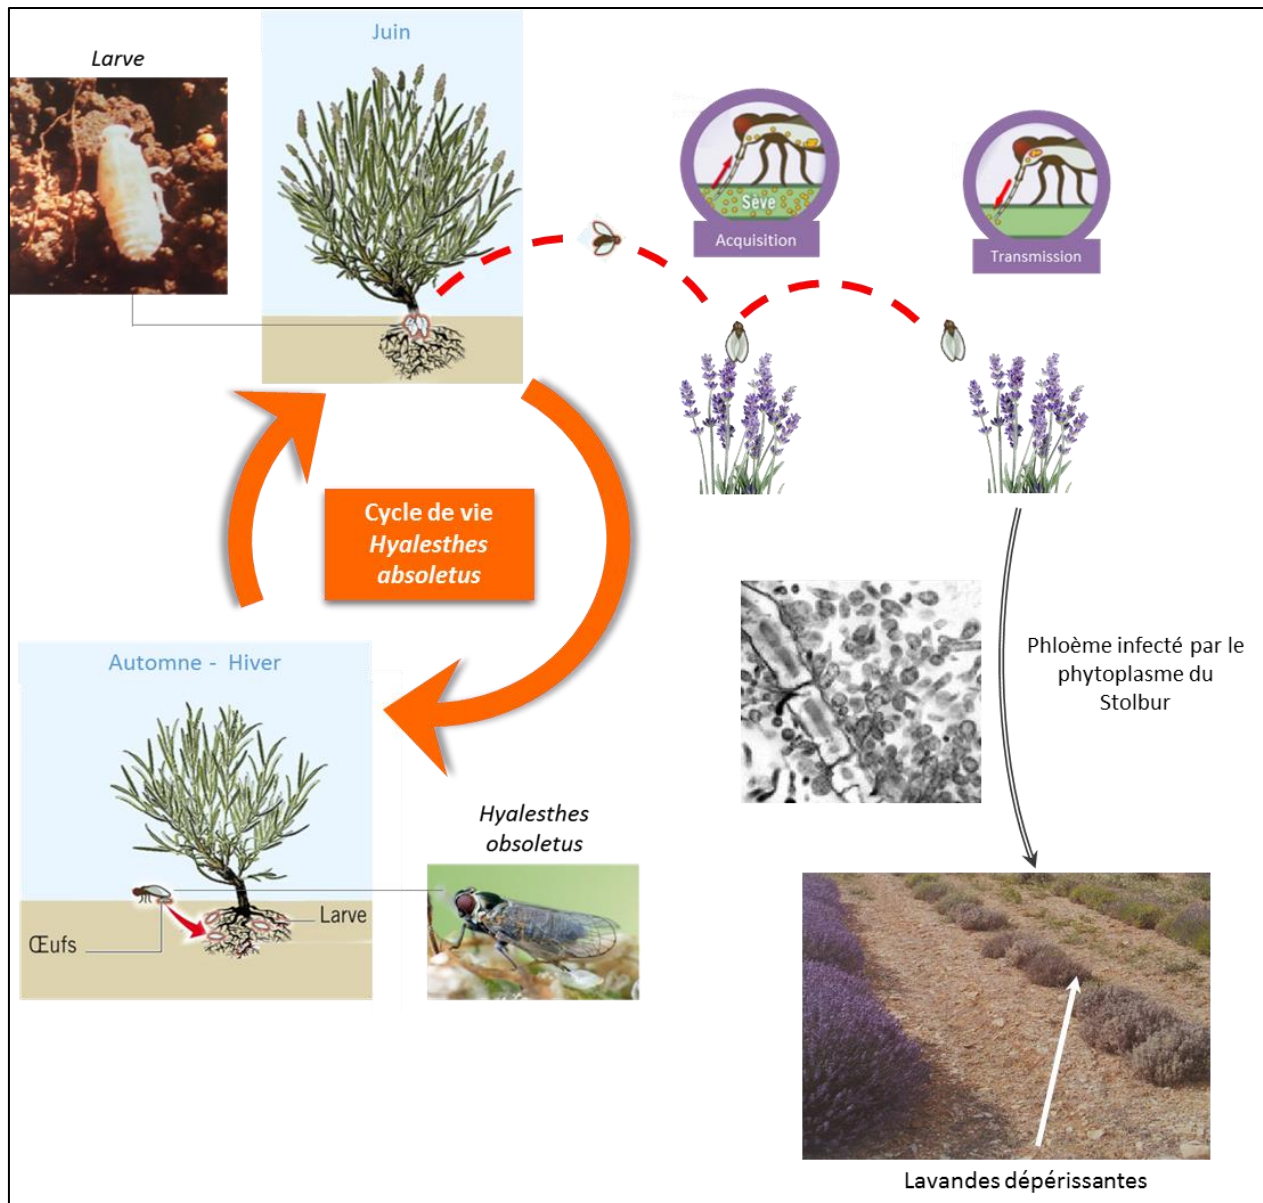 Larve
Juin
Sève
Acquisition
Transmission
Cycle de vie
Hyalesthes
absoletus
Phloème infecté par le
phytoplasme du
Stolbur
Automne - Hiver
Œufs
Larve
Hyalesthes
obsoletus
Lavandes dépérissantes